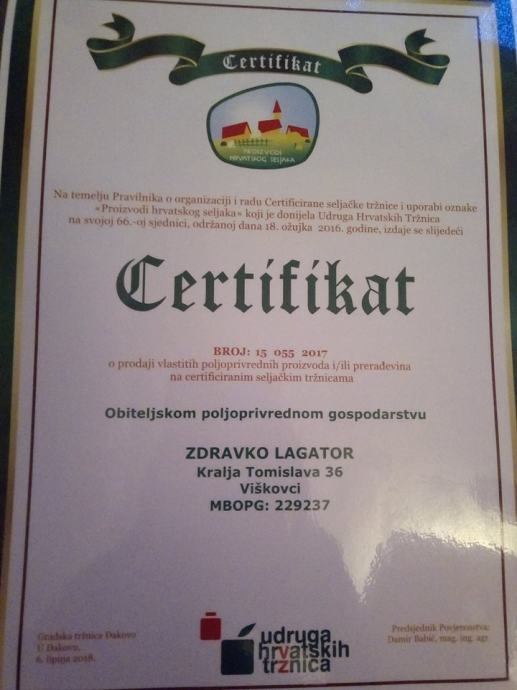 Certifikat
PROIZVODI
HRVATSKOG SELJAKA
Na temelju Pravilnika o organizaciji i radu Certificirane seljačke tržnice i uporabi oznake
«Proizvodi hrvatskog seljaka» koji je donijela Udruga Hrvatskih Tržnica
na svojoj 66.-oj sjednici, održanoj dana 18. ožujka 2016. godine, izdaje se slijedeći
Certifikat
BROJ: 15 055 2017
o prodaji vlastitih poljoprivrednih proizvoda i/ili prerađevina
na certificiranim seljačkim tržnicama
Obiteljskom poljoprivrednom gospodarstvu
ZDRAVKO LAGATOR
Kralja Tomislava 36
Viškovci
MBOPG: 229237
Gradska tržnica Đakovo
U Đakovu,
6. lipnja 2018.
udruga
hrvatskih
tržnica
Predsjednik Povjerenstva:
Damir Babić, mag. ing. agr.